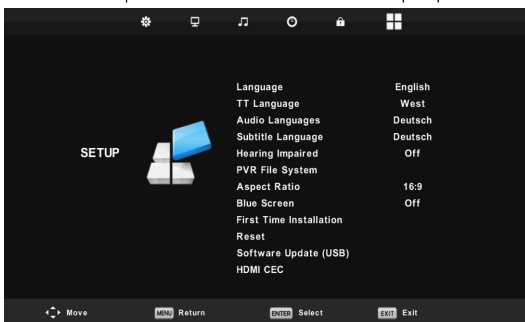 SETUP
Language English
TT Language West
Audio Languages Deutsch
Subtitle Language Deutsch
Hearing Impaired Off
PVR File System
Aspect Ratio 16:9
Blue Screen Off
First Time Installation
Reset
Software Update (USB)
HDMI CEC
Move MENU Return ENTER Select EXIT Exit